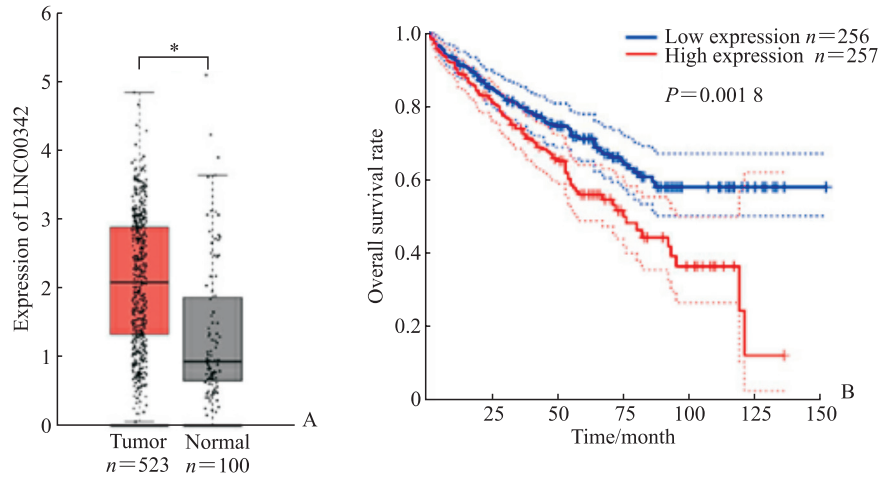 6
5
4
3
2
1
0
Expression of LINC00342
*
Tumor
n=523
Normal
n=100
A
1.0
0.8
0.6
0.4
0.2
0
Overall survival rate
Low expression n=256
High expression n=257
P=0.001 8
25
50
75
100
125
150
Time/month
B